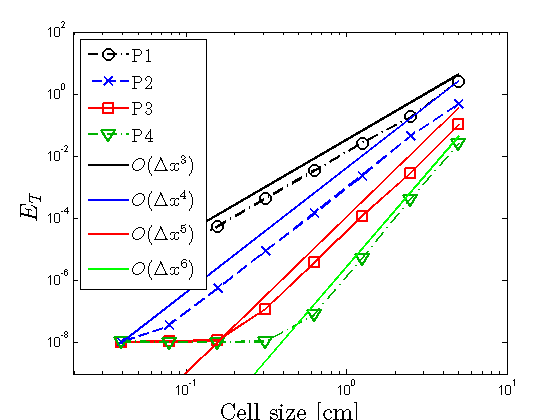 10^2
10^0
10^-2
10^-4
10^-6
10^-8
E_T
P1
P2
P3
P4
O(Δx^3)
O(Δx^4)
O(Δx^5)
O(Δx^6)
10^-1
10^0
10^1
Cell size [cm]